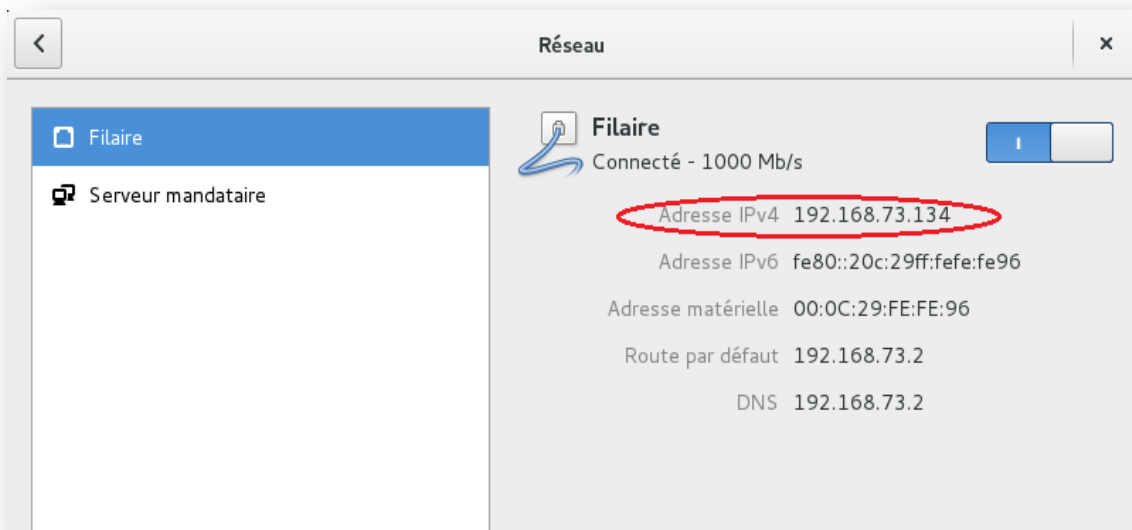 Réseau
Filaire
Serveur mandataire
Filaire
Connecté - 1000 Mb/s
Adresse IPv4 192.168.73.134
Adresse IPv6 fe80::20c:29ff:fefe:fe96
Adresse matérielle 00:0C:29:FE:FE:96
Route par défaut 192.168.73.2
DNS 192.168.73.2